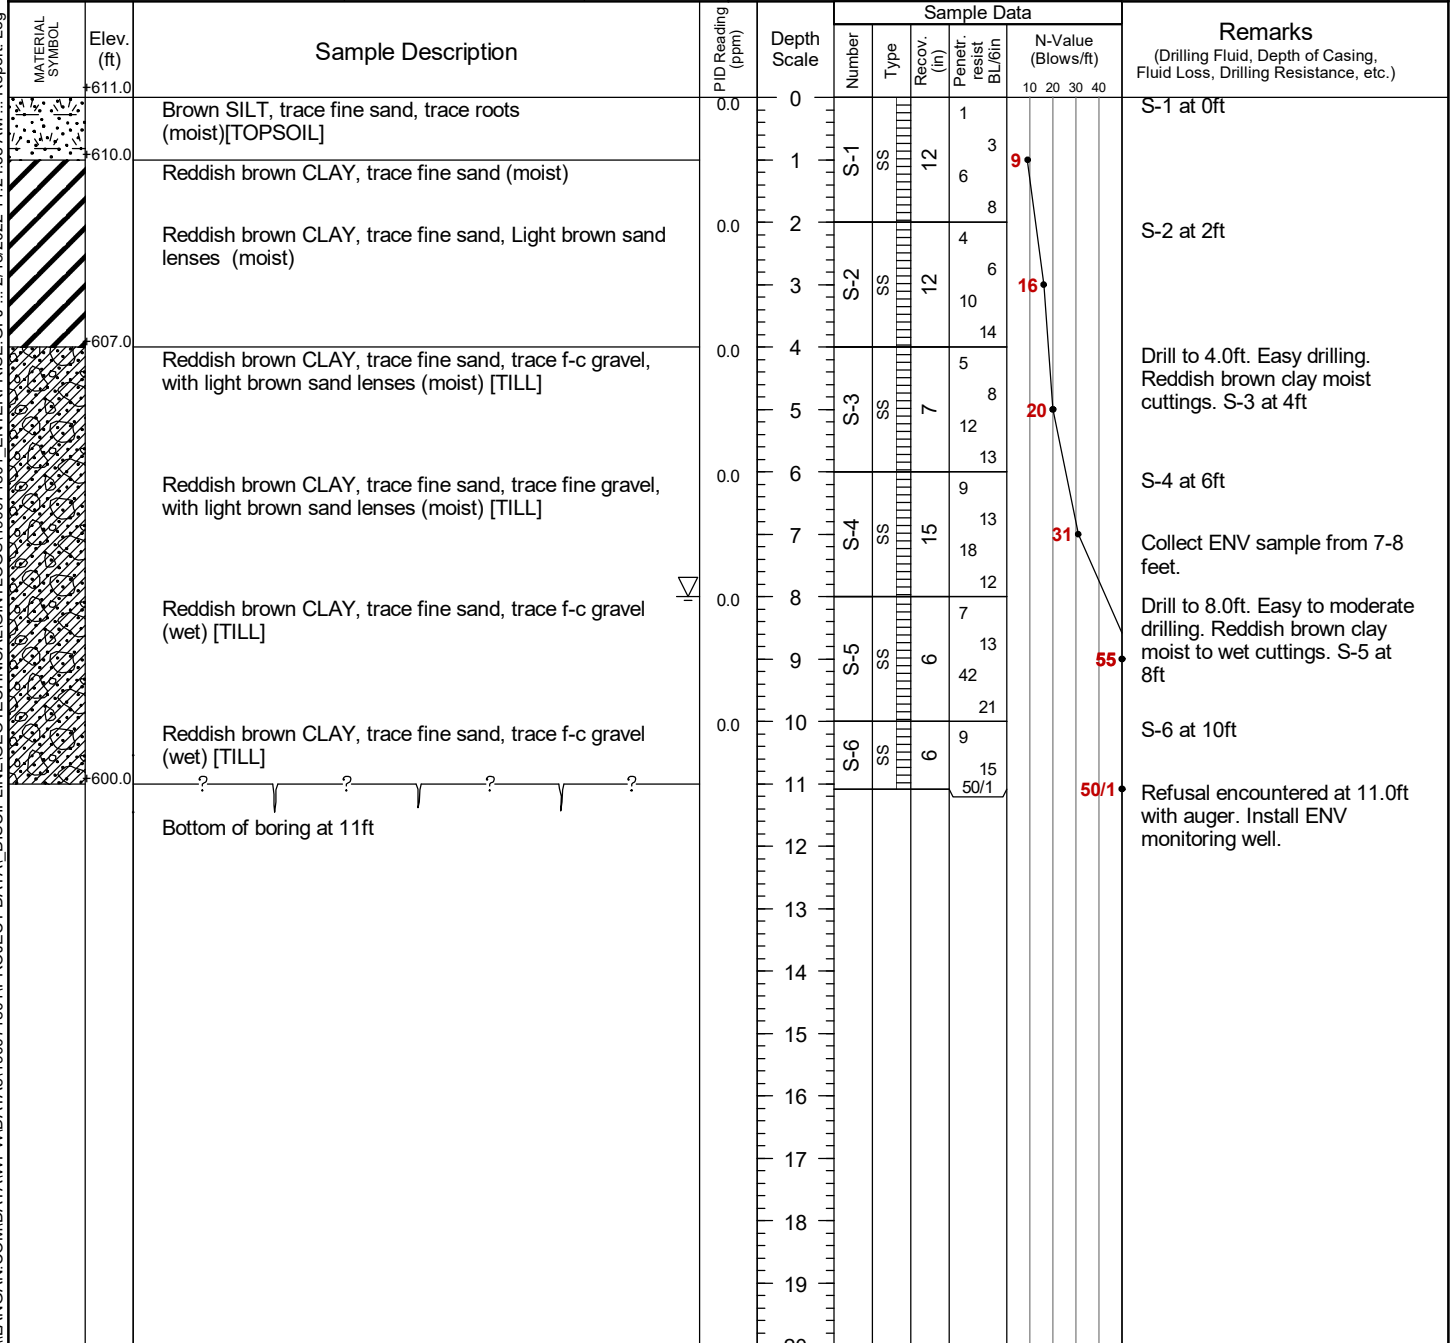 Sample Data
MATERIAL SYMBOL
Elev. (ft)
Sample Description
PID Reading (ppm)
Depth Scale
Number
Type
Recov. (in)
Penetr. resist BL/6in
N-Value (Blows/ft)
10 20 30 40
Remarks
(Drilling Fluid, Depth of Casing,
Fluid Loss, Drilling Resistance, etc.)
+611.0
Brown SILT, trace fine sand, trace roots
(moist)[TOPSOIL]
0.0
0
S-1
SS
12
1
3
6
8
9
S-1 at 0ft
+610.0
Reddish brown CLAY, trace fine sand (moist)
1
Reddish brown CLAY, trace fine sand, Light brown sand
lenses (moist)
0.0
2
S-2
SS
12
4
6
10
14
16
S-2 at 2ft
3
+607.0
Reddish brown CLAY, trace fine sand, trace f-c gravel,
with light brown sand lenses (moist) [TILL]
0.0
4
S-3
SS
7
5
8
12
13
20
Drill to 4.0ft. Easy drilling.
Reddish brown clay moist
cuttings. S-3 at 4ft
5
Reddish brown CLAY, trace fine sand, trace fine gravel,
with light brown sand lenses (moist) [TILL]
0.0
6
S-4
SS
15
9
13
18
12
31
S-4 at 6ft
7
Collect ENV sample from 7-8
feet.
Reddish brown CLAY, trace fine sand, trace f-c gravel
(wet) [TILL]
0.0
8
S-5
SS
6
7
13
42
21
55
Drill to 8.0ft. Easy to moderate
drilling. Reddish brown clay
moist to wet cuttings. S-5 at
8ft
9
Reddish brown CLAY, trace fine sand, trace f-c gravel
(wet) [TILL]
0.0
10
S-6
SS
6
9
15
50/1
50/1
S-6 at 10ft
+600.0
? ? ? ?
11
Refusal encountered at 11.0ft
with auger. Install ENV
monitoring well.
Bottom of boring at 11ft
12
13
14
15
16
17
18
19